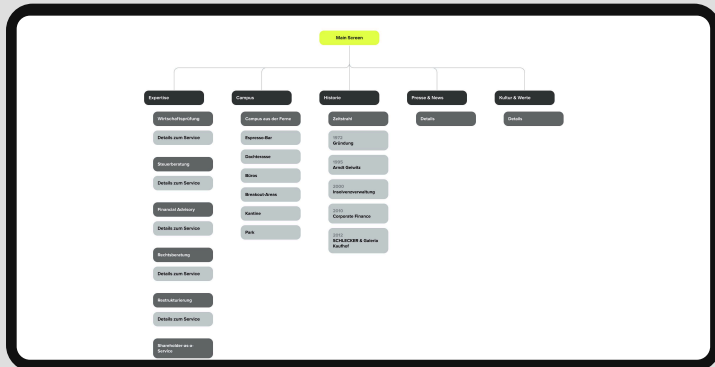 Main Screen
Expertise
Wirtschaftsprüfung
Details zum Service
Steuerberatung
Details zum Service
Financial Advisory
Details zum Service
Rechtsberatung
Details zum Service
Restrukturierung
Details zum Service
Shareholder-as-a-
Service
Campus
Campus aus der Ferne
Espresso-Bar
Dachterasse
Büros
Breakout-Areas
Kantine
Park
Historie
Zeitstrahl
1972
Gründung
1995
Arndt Geiwitz
2000
Insolvenzverwaltung
2010
Corporate Finance
2012
SCHLECKER & Galeria
Kaufhof
Presse & News
Details
Kultur & Werte
Details